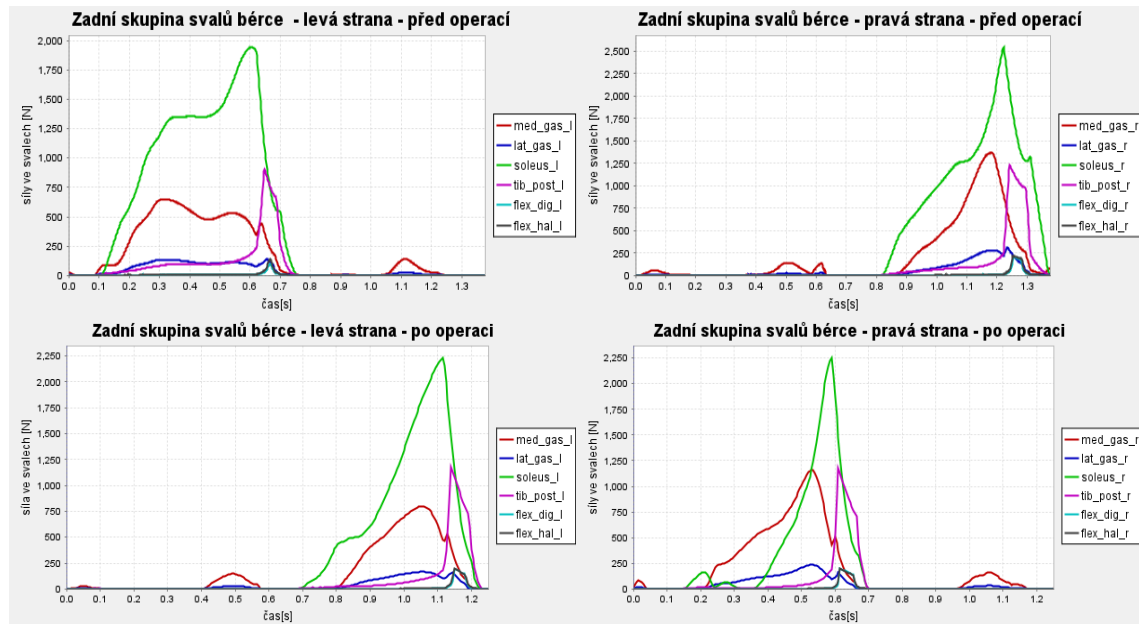 Zadní skupina svalů bérce - levá strana - před operací
síly ve svalech [N]
2,000
1,750
1,500
1,250
1,000
750
500
250
0
0.0 0.1 0.2 0.3 0.4 0.5 0.6 0.7 0.8 0.9 1.0 1.1 1.2 1.3
čas[s]
med_gas_l
lat_gas_l
soleus_l
tib_post_l
flex_dig_l
flex_hal_l
Zadní skupina svalů bérce - pravá strana - před operací
síly ve svalech [N]
2,500
2,250
2,000
1,750
1,500
1,250
1,000
750
500
250
0
0.0 0.1 0.2 0.3 0.4 0.5 0.6 0.7 0.8 0.9 1.0 1.1 1.2 1.3
čas[s]
med_gas_r
lat_gas_r
soleus_r
tib_post_r
flex_dig_r
flex_hal_r
Zadní skupina svalů bérce - levá strana - po operaci
síla ve svalech [N]
2,250
2,000
1,750
1,500
1,250
1,000
750
500
250
0
0.0 0.1 0.2 0.3 0.4 0.5 0.6 0.7 0.8 0.9 1.0 1.1 1.2
čas[s]
med_gas_l
lat_gas_l
soleus_l
tib_post_l
flex_dig_l
flex_hal_l
Zadní skupina svalů bérce - pravá strana - po operaci
síly ve svalech [N]
2,250
2,000
1,750
1,500
1,250
1,000
750
500
250
0
0.0 0.1 0.2 0.3 0.4 0.5 0.6 0.7 0.8 0.9 1.0 1.1 1.2
čas[s]
med_gas_r
lat_gas_r
soleus_r
tib_post_r
flex_dig_r
flex_hal_r